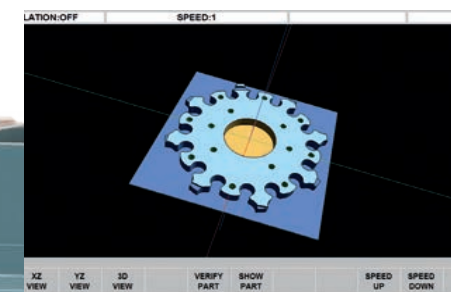 LATION:OFF SPEED:1
XZ VIEW YZ VIEW 3D VIEW VERIFY PART SHOW PART SPEED UP SPEED DOWN